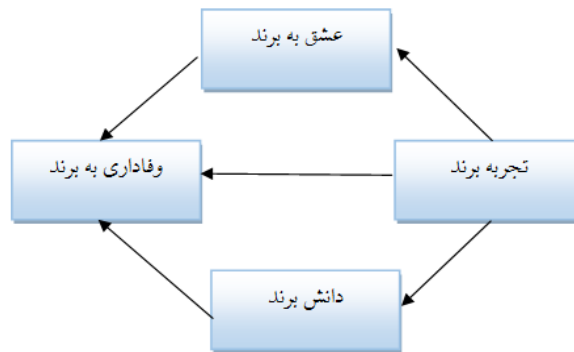 عشق به برند
تجربه برند
وفاداری به برند
دانش برند